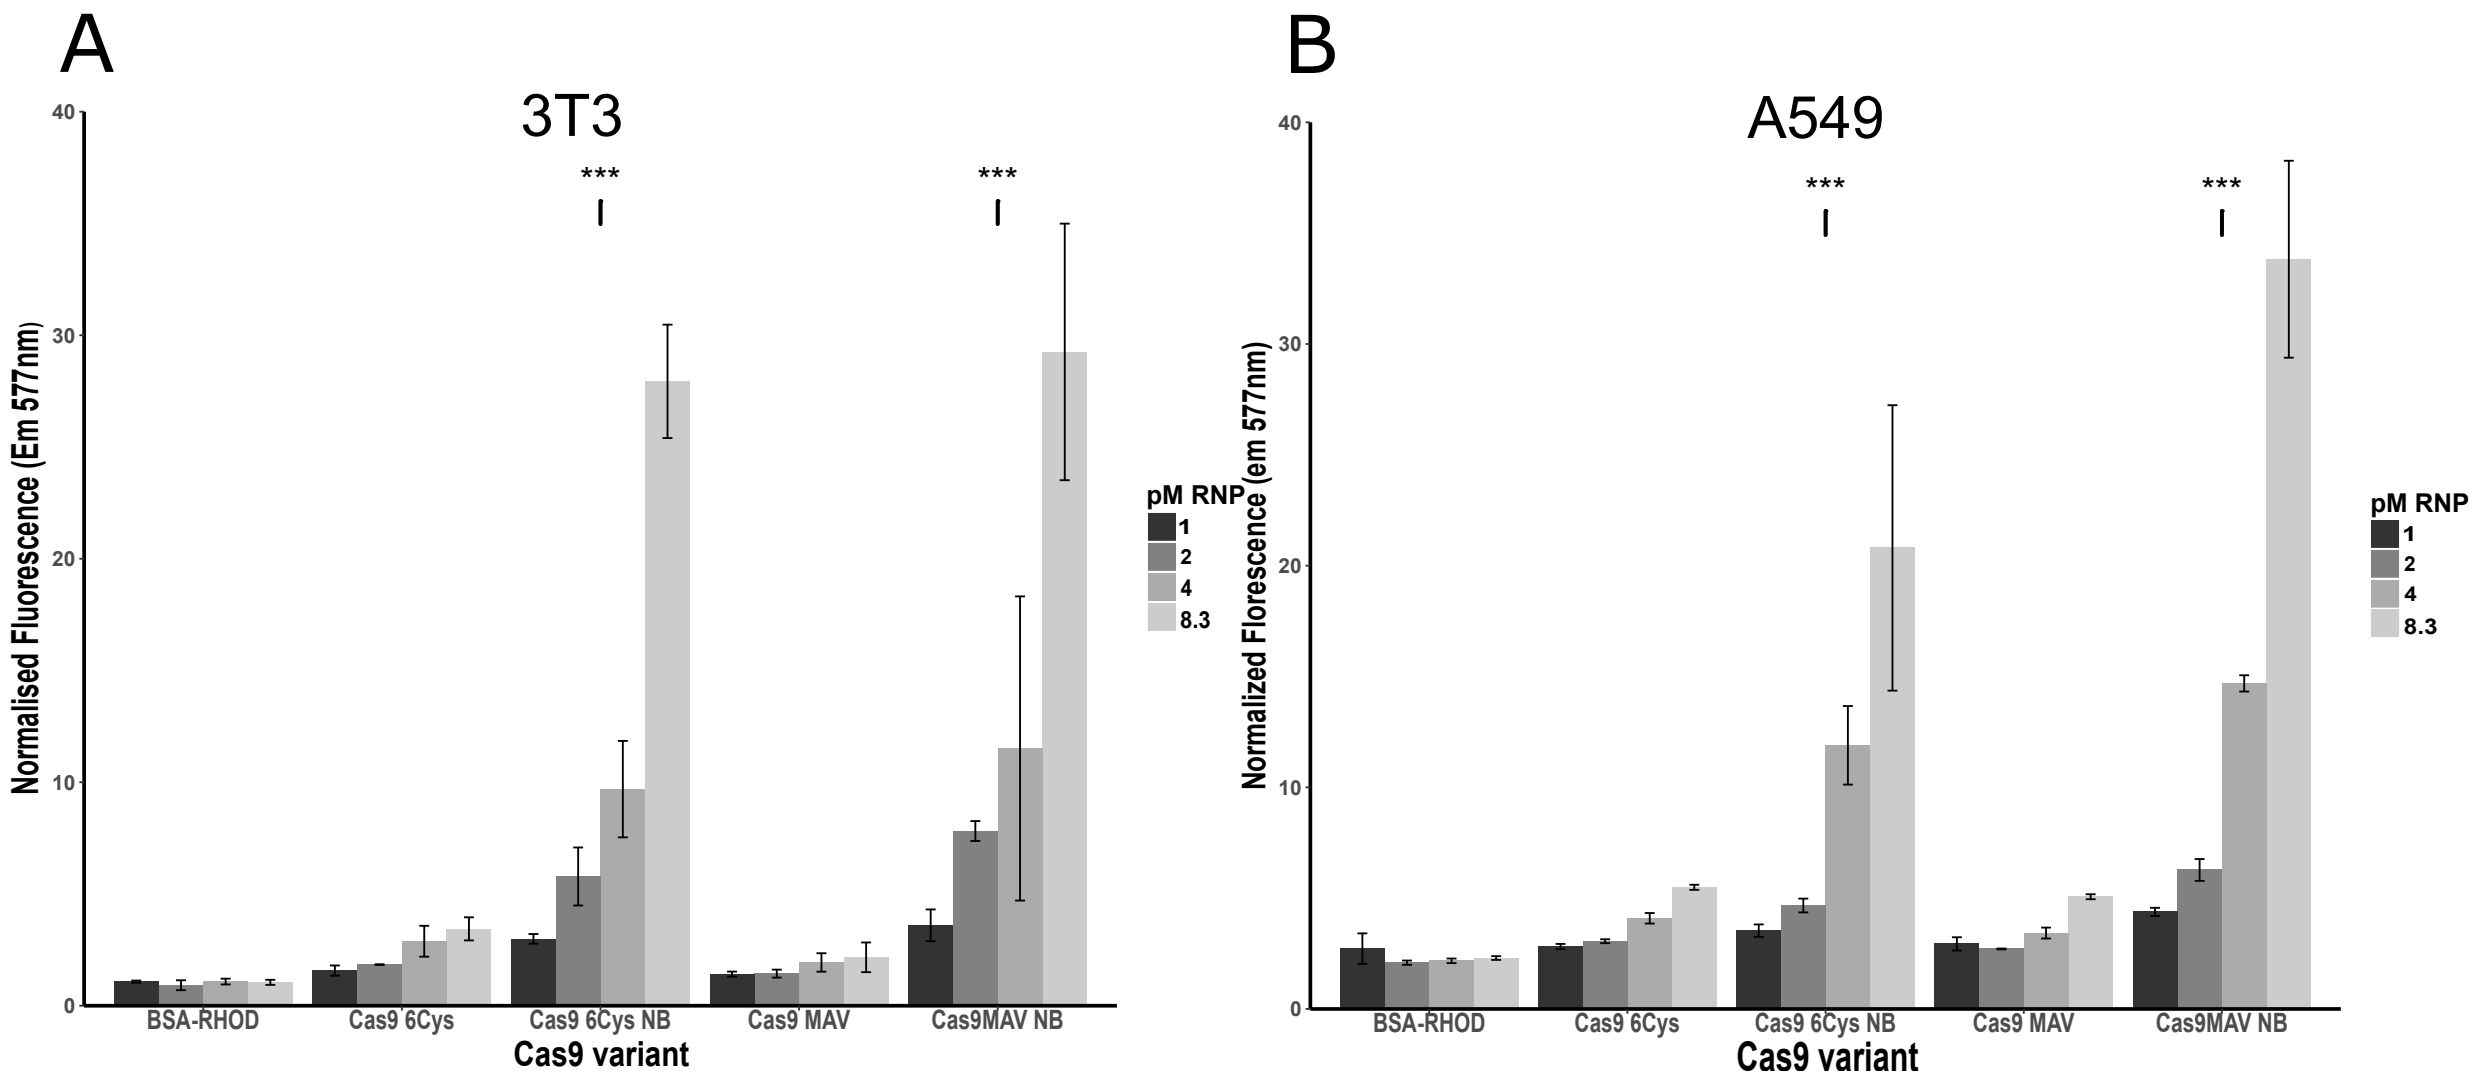 A
3T3
***
***
40
30
20
10
0
Normalised Fluorescence (Em 577nm)
BSA-RHOD
Cas9 6Cys
Cas9 6Cys NB
Cas9 MAV
Cas9MAV NB
Cas9 variant
pM RNP
1
2
4
8.3
B
A549
***
***
40
30
20
10
0
Normalized Florescence (em 577nm)
BSA-RHOD
Cas9 6Cys
Cas9 6Cys NB
Cas9 MAV
Cas9MAV NB
Cas9 variant
pM RNP
1
2
4
8.3